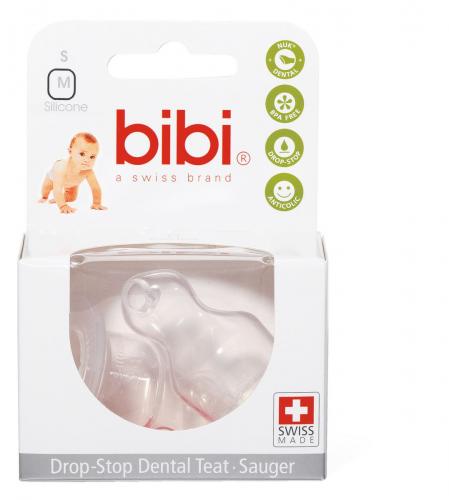 S
M
Silicone
bibi®
a swiss brand
NUK®
DENTAL
BPA FREE
DROP-STOP
ANTICOLIC
SWISS
MADE
Drop-Stop Dental Teat · Sauger